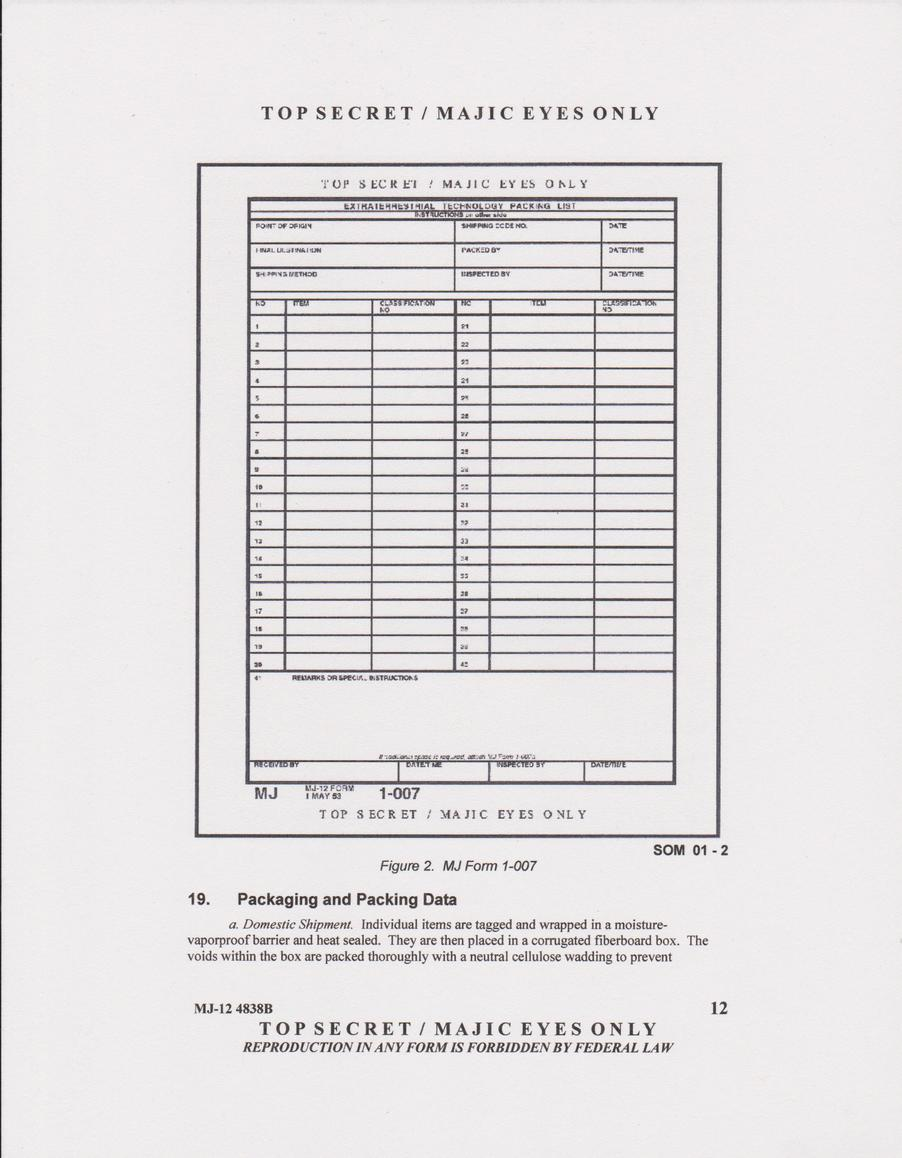 TOP SECRET / MAJIC EYES ONLY
TOP SECRET / MAJIC EYES ONLY
EXTRATERRESTRIAL TECHNOLOGY PACKING LIST
INSTRUCTIONS on other side
POINT OF ORIGIN SHIPPING CODE NO. DATE
FINAL DESTINATION PACKED BY DATE/TIME
SHIPPING METHOD INSPECTED BY DATE/TIME
NO ITEM CLASSIFICATION NO ITEM CLASSIFICATION
NO NO
1 21
2 22
3 23
4 24
5 25
6 26
7 27
8 28
9 29
10 30
11 31
12 32
13 33
14 34
15 35
16 36
17 37
18 38
19 39
20 40
41 REMARKS OR SPECIAL INSTRUCTIONS
If additional space is required, attach MJ Form 1-007a
RECEIVED BY DATE/TIME INSPECTED BY DATE/TIME
MJ MJ-12 FORM 1-007
1 MAY 53
TOP SECRET / MAJIC EYES ONLY
SOM 01 - 2
Figure 2. MJ Form 1-007
19. Packaging and Packing Data
a. Domestic Shipment. Individual items are tagged and wrapped in a moisture-
vaporproof barrier and heat sealed. They are then placed in a corrugated fiberboard box. The
voids within the box are packed thoroughly with a neutral cellulose wadding to prevent
MJ-12 4838B 12
TOP SECRET / MAJIC EYES ONLY
REPRODUCTION IN ANY FORM IS FORBIDDEN BY FEDERAL LAW